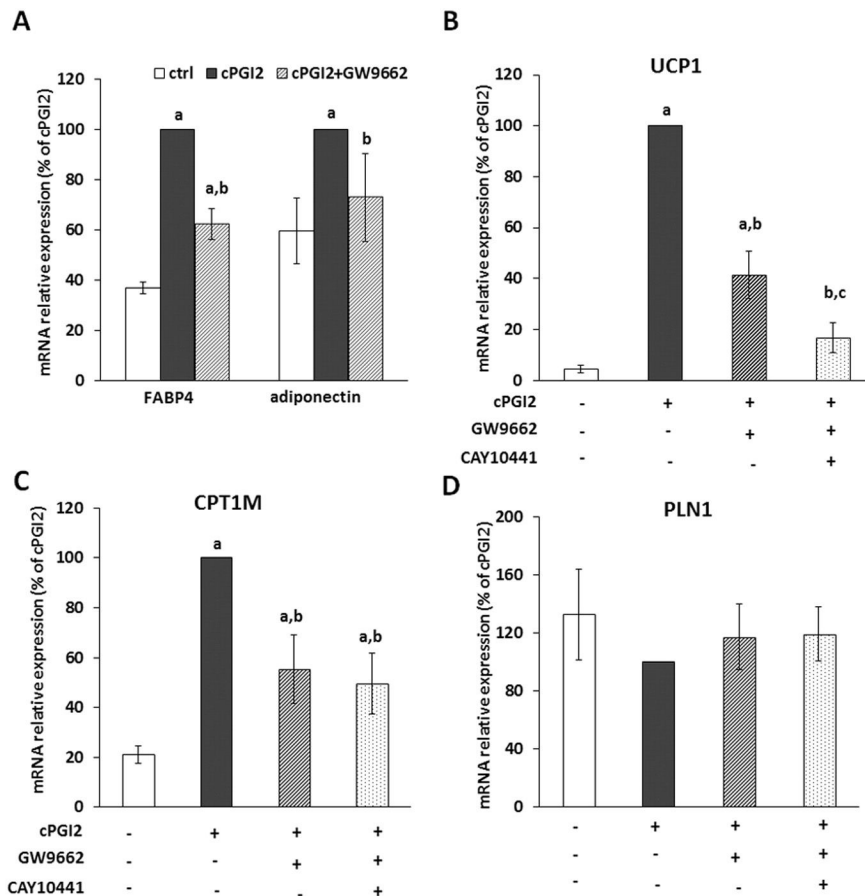 A
ctrl cPGI2 cPGI2+GW9662
mRNA relative expression (% of cPGI2)
120
100
80
60
40
20
0
a
a,b
a
b
FABP4 adiponectin
B
UCP1
mRNA relative expression (% of cPGI2)
120
100
80
60
40
20
0
a
a,b
b,c
cPGI2 - + + +
GW9662 - - + +
CAY10441 - - - +
C
CPT1M
mRNA relative expression (% of cPGI2)
120
100
80
60
40
20
0
a
a,b
a,b
cPGI2 - + + +
GW9662 - - + +
CAY10441 - - - +
D
PLN1
mRNA relative expression (% of cPGI2)
200
160
120
80
40
0
- + + +
- - + +
- - - +